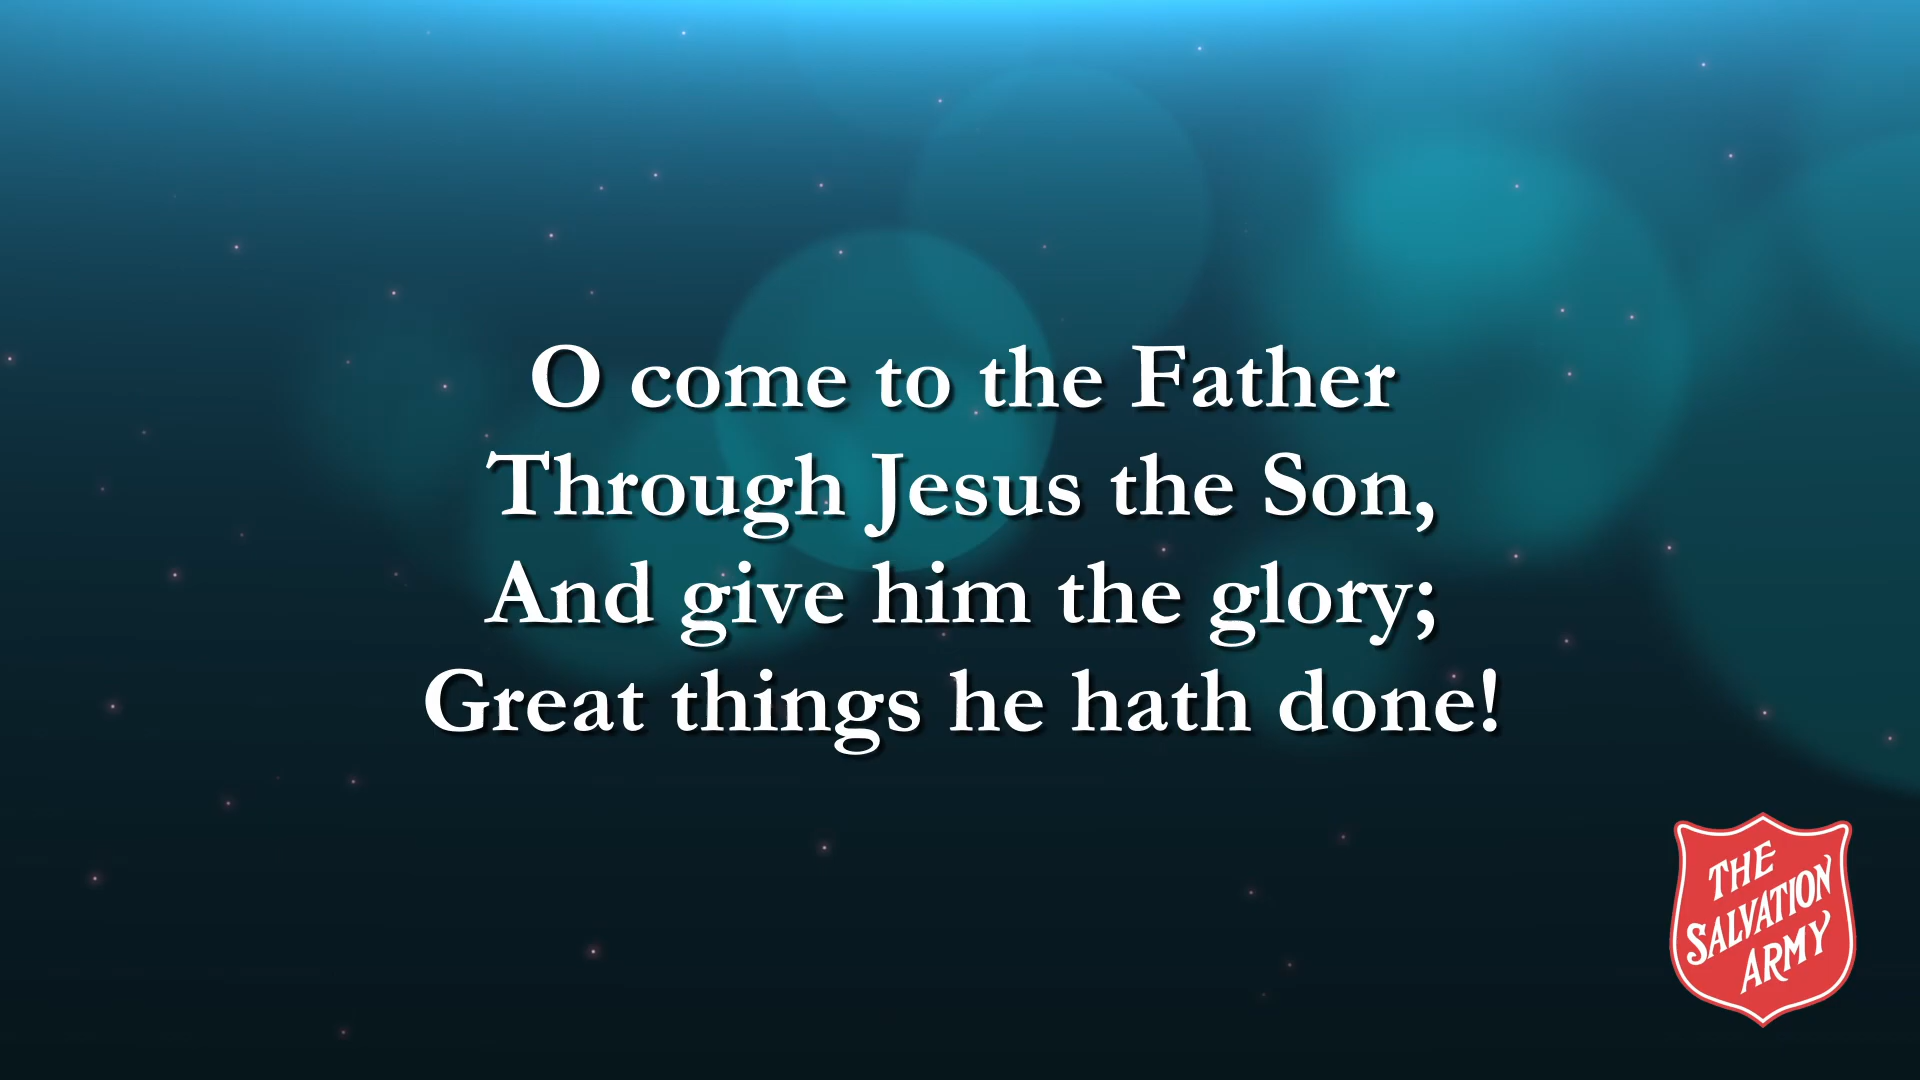 O come to the Father
Through Jesus the Son,
And give him the glory;
Great things he hath done!
THE
SALVATION
ARMY